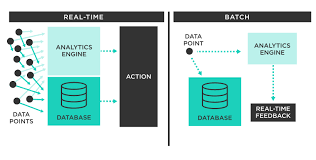 REAL-TIME
ANALYTICS
ENGINE
ACTION
DATA
POINTS
DATABASE
BATCH
DATA
POINT
ANALYTICS
ENGINE
DATABASE
REAL-TIME
FEEDBACK